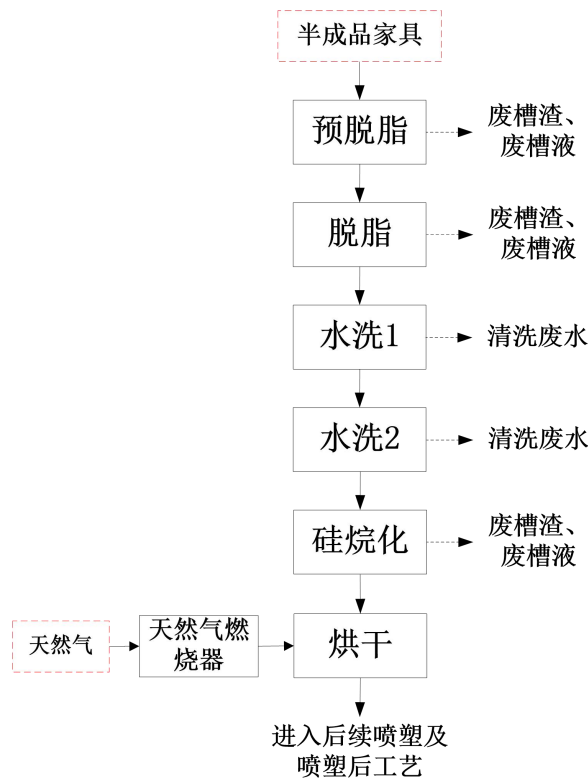 半成品家具
预脱脂
废槽渣、
废槽液
脱脂
废槽渣、
废槽液
水洗1
清洗废水
水洗2
清洗废水
硅烷化
废槽渣、
废槽液
天然气
天然气燃
烧器
烘干
进入后续喷塑及
喷塑后工艺